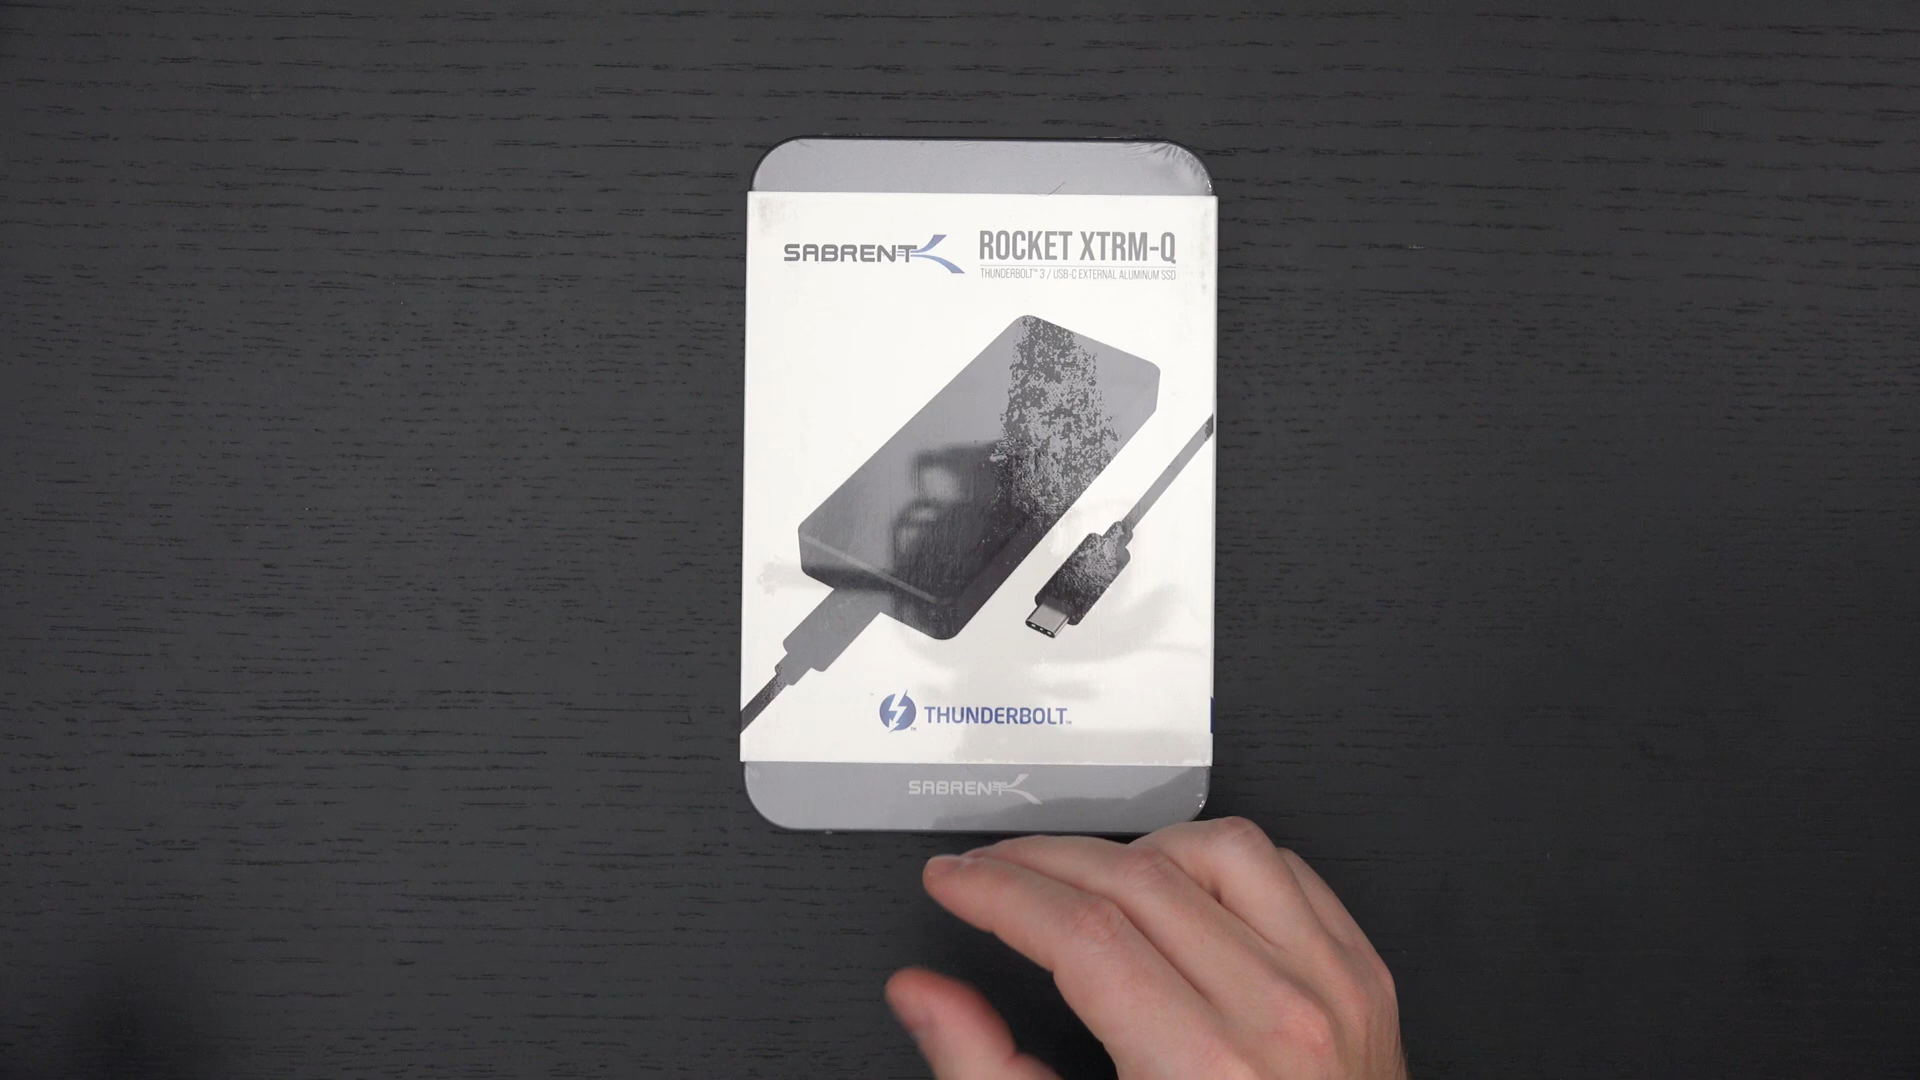 SABRENT
ROCKET XTRM-Q
THUNDERBOLT™ 3 / USB-C EXTERNAL ALUMINUM SSD
THUNDERBOLT™
SABRENT